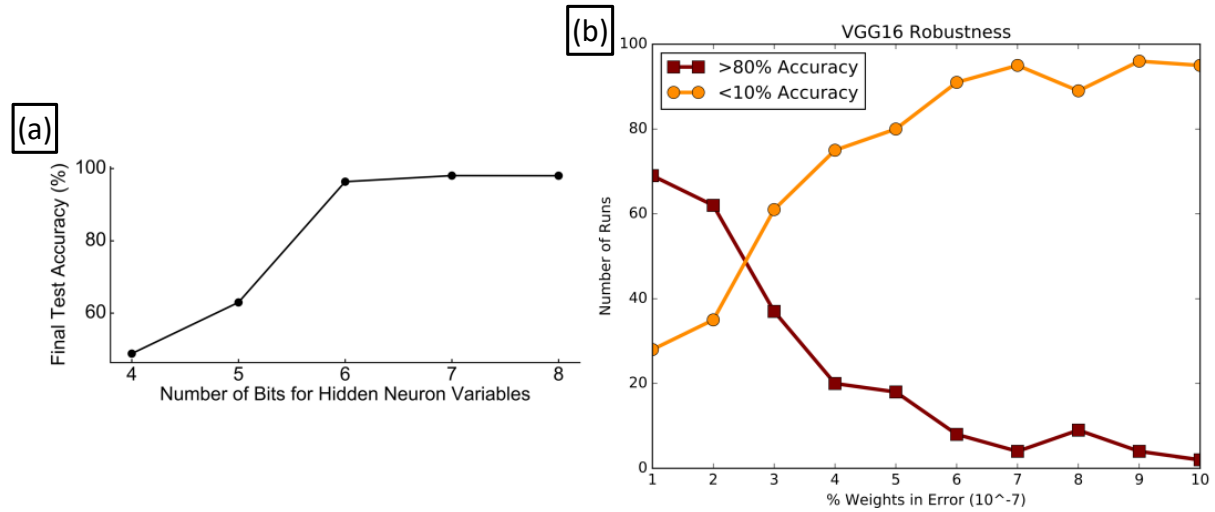 (a)
Final Test Accuracy (%)
100
80
60
4 5 6 7 8
Number of Bits for Hidden Neuron Variables
(b)
VGG16 Robustness
>80% Accuracy
<10% Accuracy
Number of Runs
100
80
60
40
20
0
1 2 3 4 5 6 7 8 9 10
% Weights in Error (10^-7)